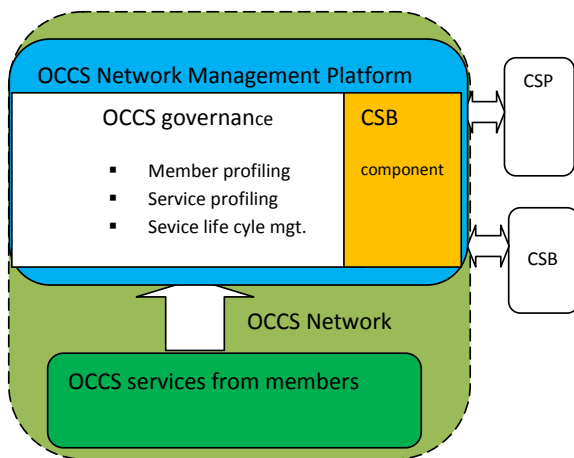 OCCS Network Management Platform
OCCS governance
▪ Member profiling
▪ Service profiling
▪ Sevice life cyle mgt.
CSB
component
CSP
CSB
OCCS Network
OCCS services from members